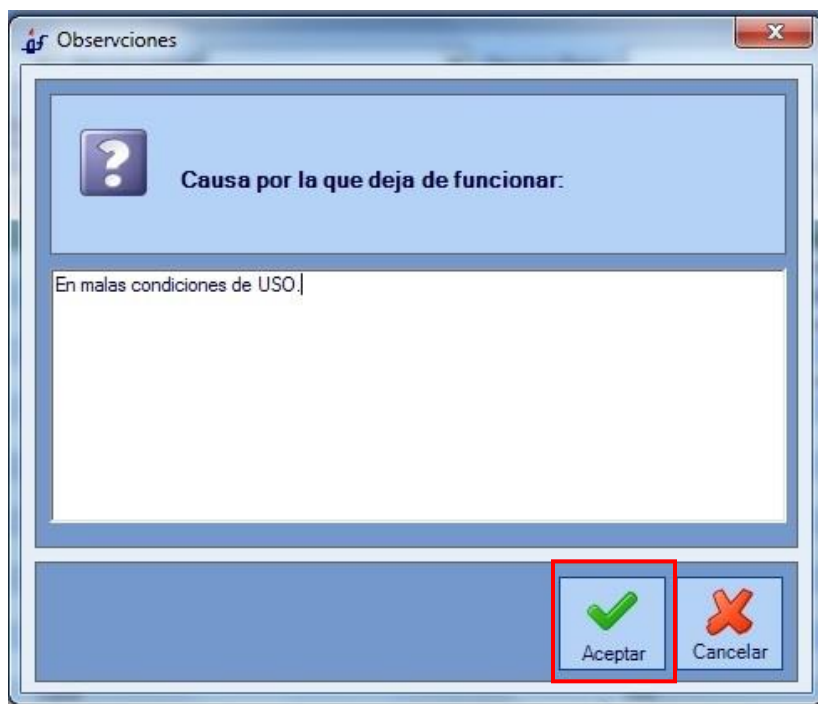 Observciones
Causa por la que deja de funcionar:
En malas condiciones de USO.
Aceptar
Cancelar